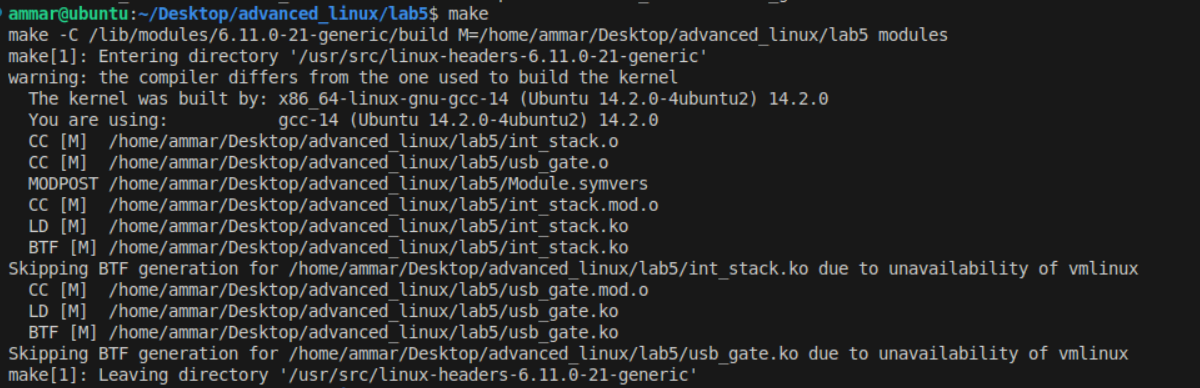 ammar@ubuntu:~/Desktop/advanced_linux/lab5$ make
make -C /lib/modules/6.11.0-21-generic/build M=/home/ammar/Desktop/advanced_linux/lab5 modules
make[1]: Entering directory '/usr/src/linux-headers-6.11.0-21-generic'
warning: the compiler differs from the one used to build the kernel
  The kernel was built by: x86_64-linux-gnu-gcc-14 (Ubuntu 14.2.0-4ubuntu2) 14.2.0
  You are using:           gcc-14 (Ubuntu 14.2.0-4ubuntu2) 14.2.0
  CC [M]  /home/ammar/Desktop/advanced_linux/lab5/int_stack.o
  CC [M]  /home/ammar/Desktop/advanced_linux/lab5/usb_gate.o
  MODPOST /home/ammar/Desktop/advanced_linux/lab5/Module.symvers
  CC [M]  /home/ammar/Desktop/advanced_linux/lab5/int_stack.mod.o
  LD [M]  /home/ammar/Desktop/advanced_linux/lab5/int_stack.ko
  BTF [M] /home/ammar/Desktop/advanced_linux/lab5/int_stack.ko
Skipping BTF generation for /home/ammar/Desktop/advanced_linux/lab5/int_stack.ko due to unavailability of vmlinux
  CC [M]  /home/ammar/Desktop/advanced_linux/lab5/usb_gate.mod.o
  LD [M]  /home/ammar/Desktop/advanced_linux/lab5/usb_gate.ko
  BTF [M] /home/ammar/Desktop/advanced_linux/lab5/usb_gate.ko
Skipping BTF generation for /home/ammar/Desktop/advanced_linux/lab5/usb_gate.ko due to unavailability of vmlinux
make[1]: Leaving directory '/usr/src/linux-headers-6.11.0-21-generic'